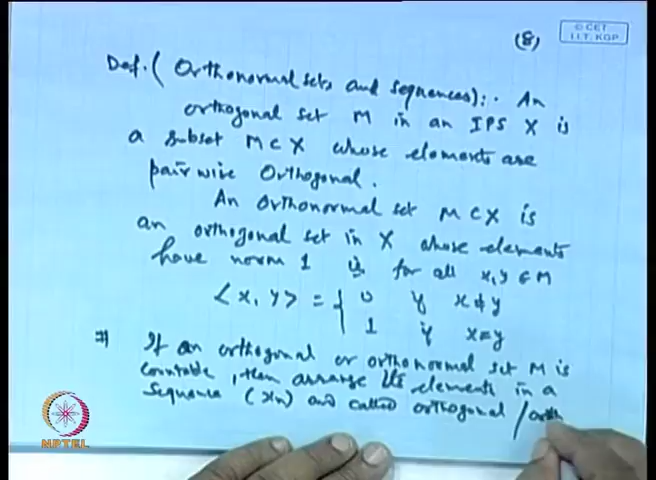 © CET
I.I.T. KGP
(8)
Def. ( Orthonormal sets and sequences) :. An
orthogonal set M in an IPS X is
a subset M ⊂ X whose elements are
pairwise Orthogonal.
An Orthonormal set M ⊂ X is
an orthogonal set in X whose elements
have norm 1 ie for all x, y ∈ M
< x, y > = { 0 if x ≠ y
1 if x = y
⇒ If an orthogonal or orthonormal set M is
countable, then arrange its elements in a
sequence (xn) and called orthogonal / orth
NPTEL